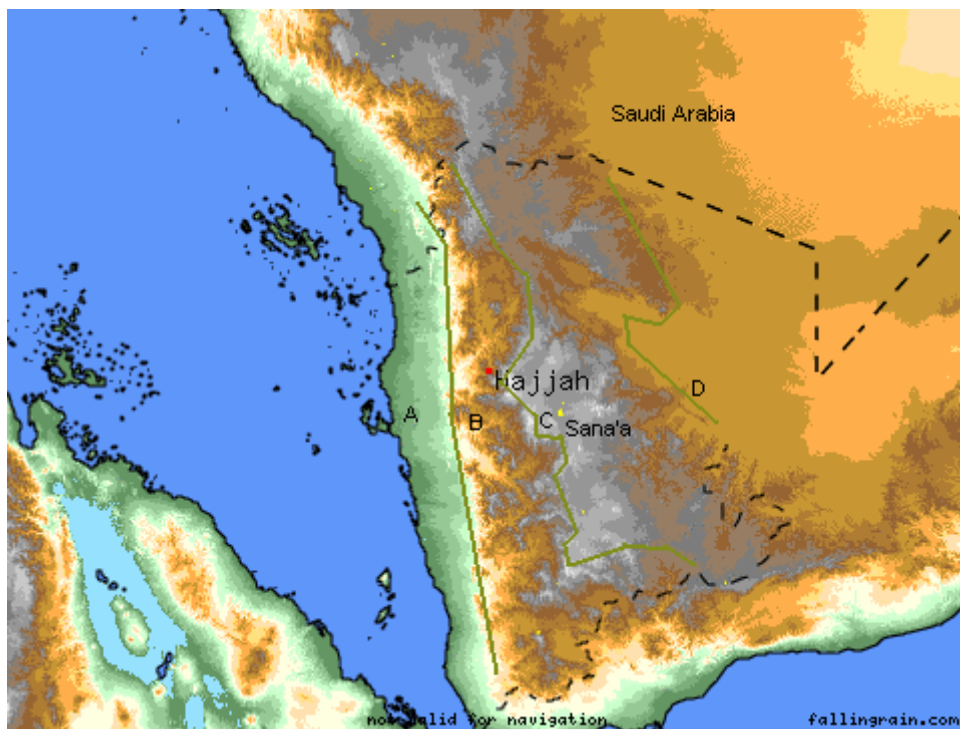 Saudi Arabia
Hajjah
D
A
B
C
Sana'a
not valid for navigation
fallingrain.com